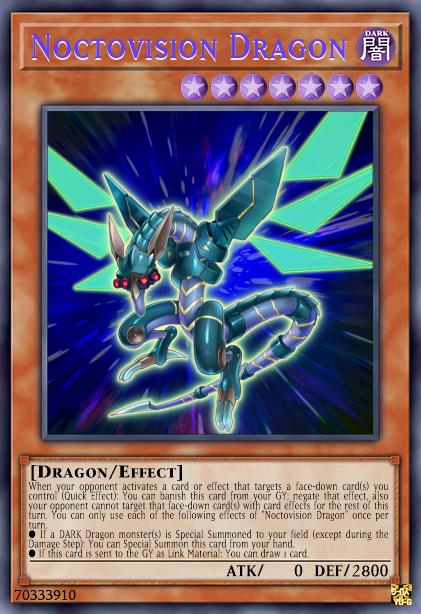 Noctovision Dragon
DARK
闇
[Dragon/Effect]
When your opponent activates a card or effect that targets a face-down card(s) you
control (Quick Effect): You can banish this card from your GY; negate that effect, also
your opponent cannot target that face-down card(s) with card effects for the rest of this
turn. You can only use each of the following effects of "Noctovision Dragon" once per
turn.
● If a DARK Dragon monster(s) is Special Summoned to your field (except during the
Damage Step): You can Special Summon this card from your hand.
● If this card is sent to the GY as Link Material: You can draw 1 card.
ATK/ 0 DEF/2800
70333910